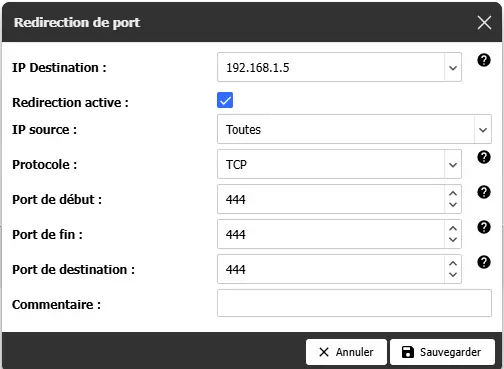 Redirection de port
IP Destination : 192.168.1.5
Redirection active :
IP source : Toutes
Protocole : TCP
Port de début : 444
Port de fin : 444
Port de destination : 444
Commentaire :
Annuler Sauvegarder